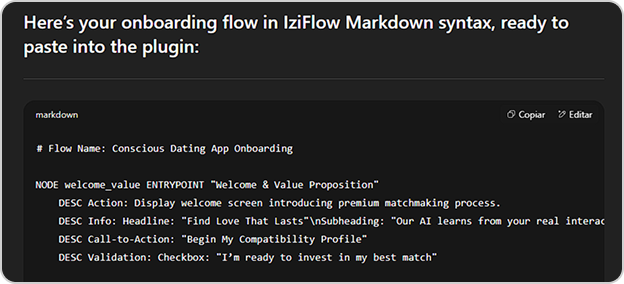 Here's your onboarding flow in IziFlow Markdown syntax, ready to
paste into the plugin:
markdown
Copiar
Editar
# Flow Name: Conscious Dating App Onboarding
NODE welcome_value ENTRYPOINT "Welcome & Value Proposition"
DESC Action: Display welcome screen introducing premium matchmaking process.
DESC Info: Headline: "Find Love That Lasts"\nSubheading: "Our AI learns from your real
DESC Call-to-Action: "Begin My Compatibility Profile"
DESC Validation: Checkbox: "I’m ready to invest in my best match"